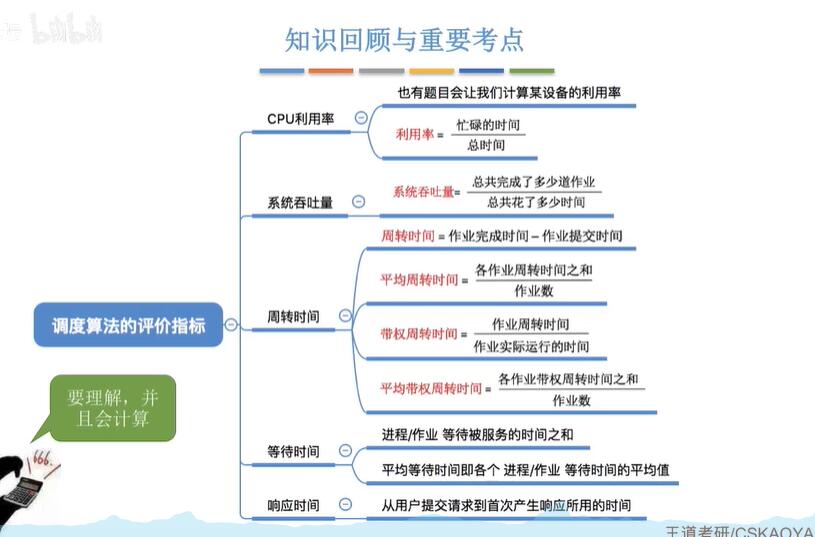 bilibili
知识回顾与重要考点
也有题目会让我们计算某设备的利用率
CPU利用率
利用率 = 忙碌的时间
总时间
系统吞吐量
系统吞吐量= 总共完成了多少道作业
总共花了多少时间
周转时间 = 作业完成时间 – 作业提交时间
平均周转时间 = 各作业周转时间之和
作业数
周转时间
带权周转时间 = 作业周转时间
作业实际运行的时间
平均带权周转时间 = 各作业带权周转时间之和
作业数
调度算法的评价指标
要理解，并
且会计算
666.
等待时间
进程/作业 等待被服务的时间之和
平均等待时间即各个 进程/作业 等待时间的平均值
响应时间
从用户提交请求到首次产生响应所用的时间
王道考研/CSKAOYA